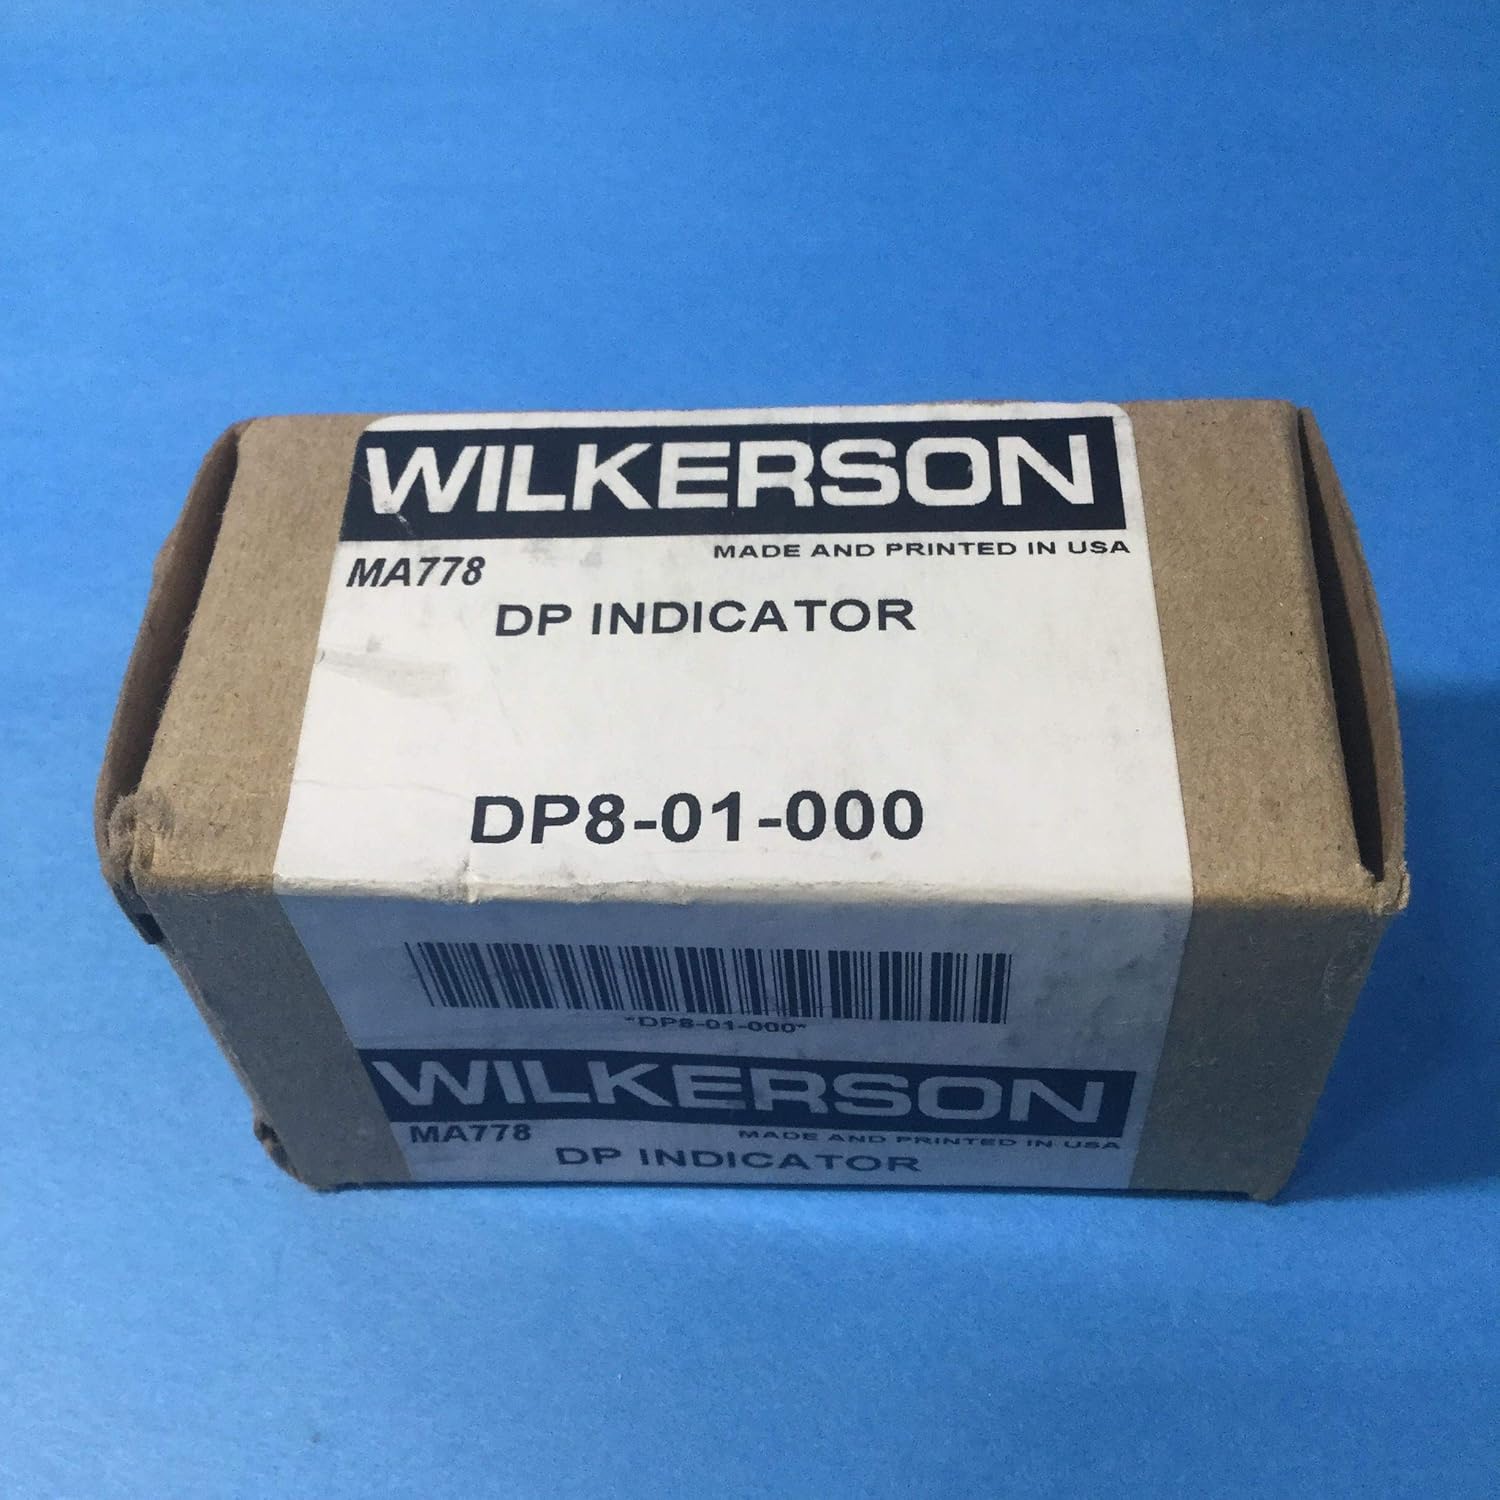 WILKERSON
MADE AND PRINTED IN USA
MA778
DP INDICATOR
DP8-01-000
*DP8-01-000*
WILKERSON
MA778
MADE AND PRINTED IN USA
DP INDICATOR